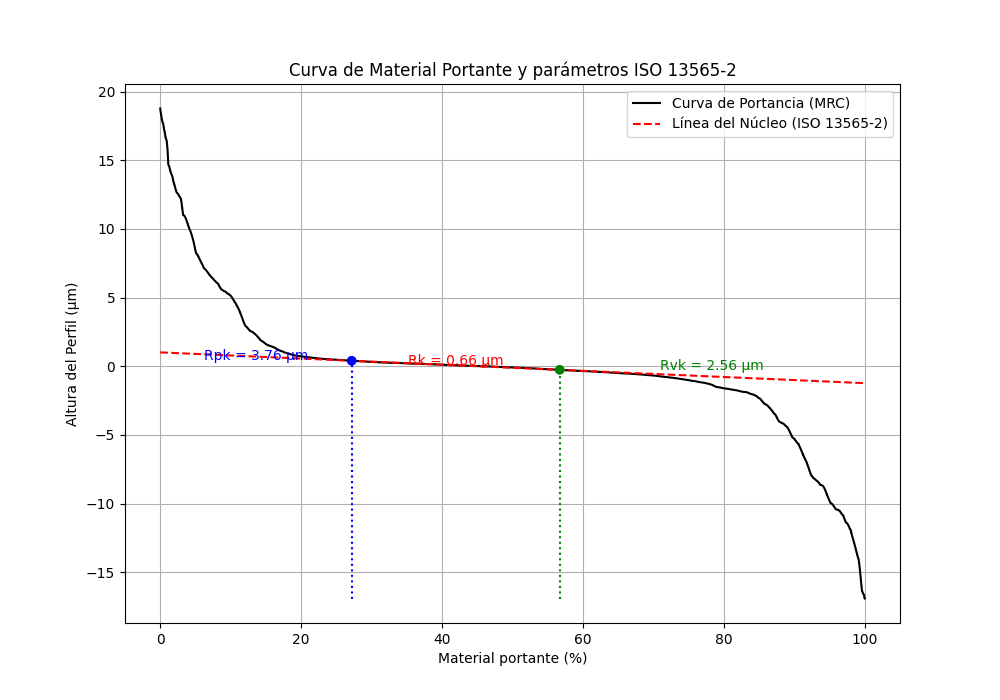 Curva de Material Portante y parámetros ISO 13565-2
Curva de Portancia (MRC)
Línea del Núcleo (ISO 13565-2)
Altura del Perfil (μm)
20
15
10
5
0
−5
−10
−15
Rpk = 3.76 μm
Rk = 0.66 μm
Rvk = 2.56 μm
0
20
40
60
80
100
Material portante (%)